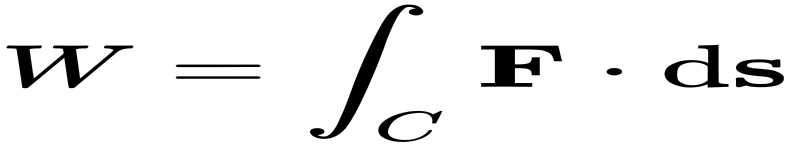 W = ∫_C F · ds